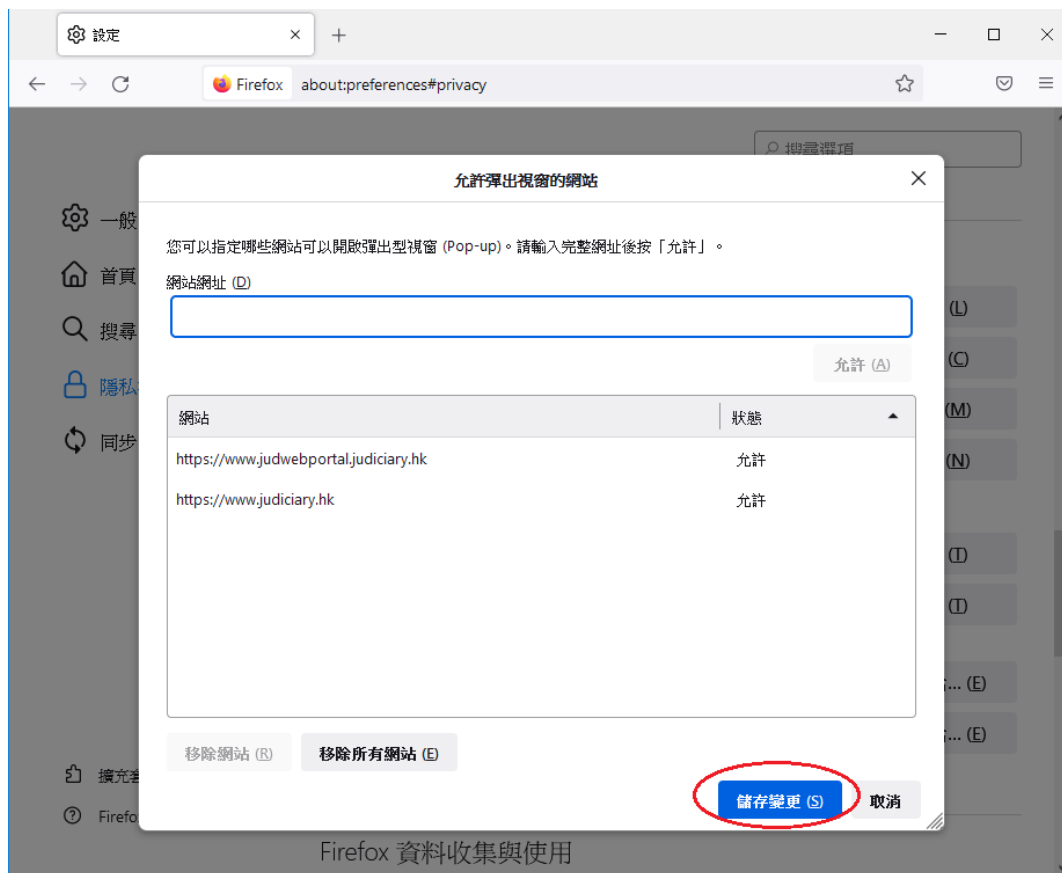 設定
Firefox about:preferences#privacy
搜尋選項
允許彈出視窗的網站
一般
您可以指定哪些網站可以開啟彈出型視窗 (Pop-up)。請輸入完整網址後按「允許」。
首頁
網站網址 (D)
(L)
搜尋
允許 (A)
(C)
隱私
網站 狀態
(M)
同步
https://www.judwebportal.judiciary.hk 允許
(N)
https://www.judiciary.hk 允許
(T)
(T)
... (E)
移除網站 (R) 移除所有網站 (E)
... (E)
擴充
儲存變更 (S) 取消
Firefo
Firefox 資料收集與使用